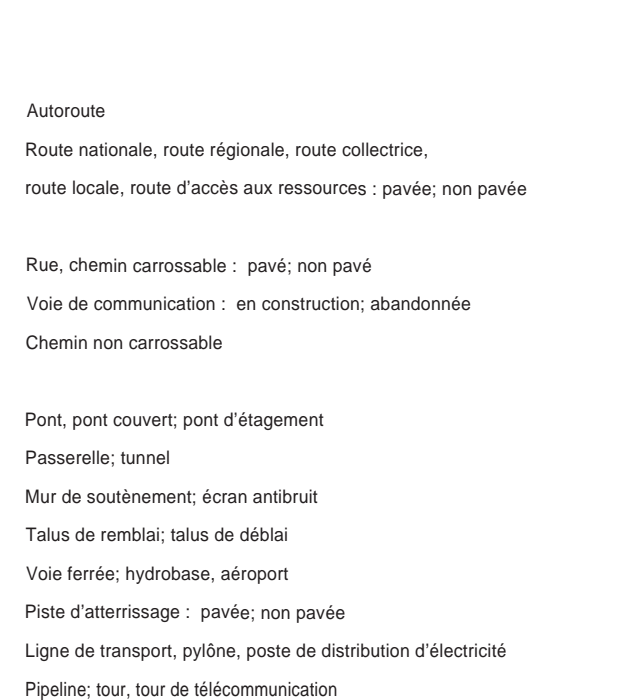 Autoroute
Route nationale, route régionale, route collectrice,
route locale, route d'accès aux ressources : pavée; non pavée
Rue, chemin carrossable : pavé; non pavé
Voie de communication : en construction; abandonnée
Chemin non carrossable
Pont, pont couvert; pont d'étagement
Passerelle; tunnel
Mur de soutènement; écran antibruit
Talus de remblai; talus de déblai
Voie ferrée; hydrobase, aéroport
Piste d'atterrissage : pavée; non pavée
Ligne de transport, pylône, poste de distribution d'électricité
Pipeline; tour, tour de télécommunication